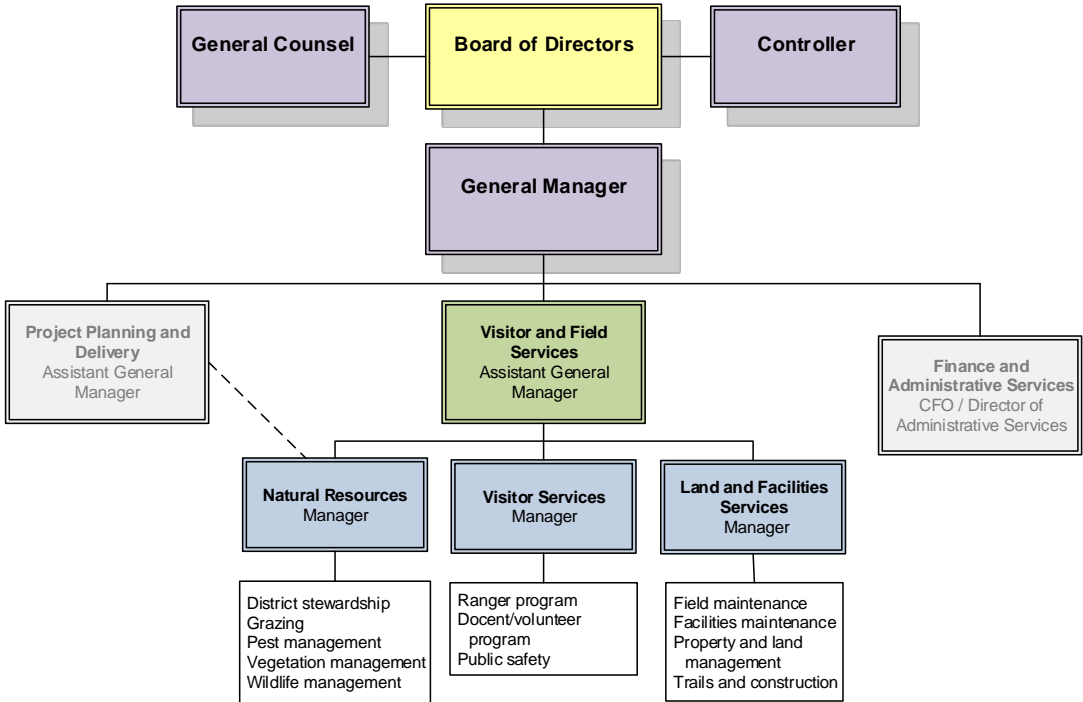 General Counsel
Board of Directors
Controller
General Manager
Project Planning and
Delivery
Assistant General
Manager
Visitor and Field
Services
Assistant General
Manager
Finance and
Administrative Services
CFO / Director of
Administrative Services
Natural Resources
Manager
Visitor Services
Manager
Land and Facilities
Services
Manager
District stewardship
Grazing
Pest management
Vegetation management
Wildlife management
Ranger program
Docent/volunteer
program
Public safety
Field maintenance
Facilities maintenance
Property and land
management
Trails and construction